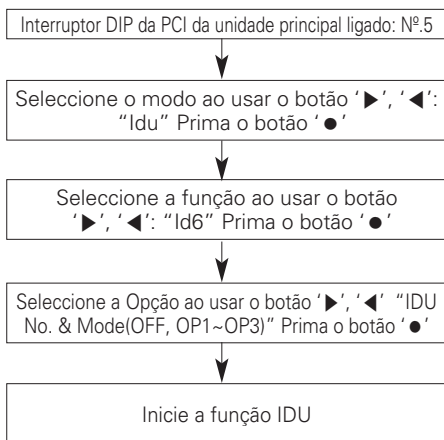 Interruptor DIP da PCI da unidade principal ligado: Nº.5
Seleccione o modo ao usar o botão ‘▶’, ‘◀’:
“Idu” Prima o botão ‘●’
Seleccione a função ao usar o botão
‘▶’, ‘◀’: “Id6” Prima o botão ‘●’
Seleccione a Opção ao usar o botão ‘▶’, ‘◀’ “IDU
No. & Mode(OFF, OP1~OP3)” Prima o botão ‘●’
Inicie a função IDU